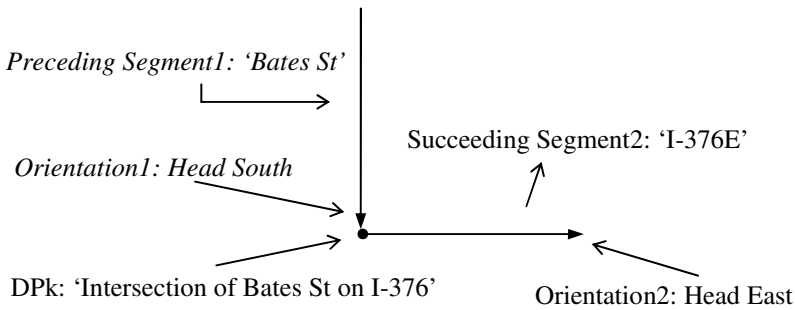 Preceding Segment1: ‘Bates St’
Succeeding Segment2: ‘I-376E’
Orientation1: Head South
DPk: ‘Intersection of Bates St on I-376’
Orientation2: Head East